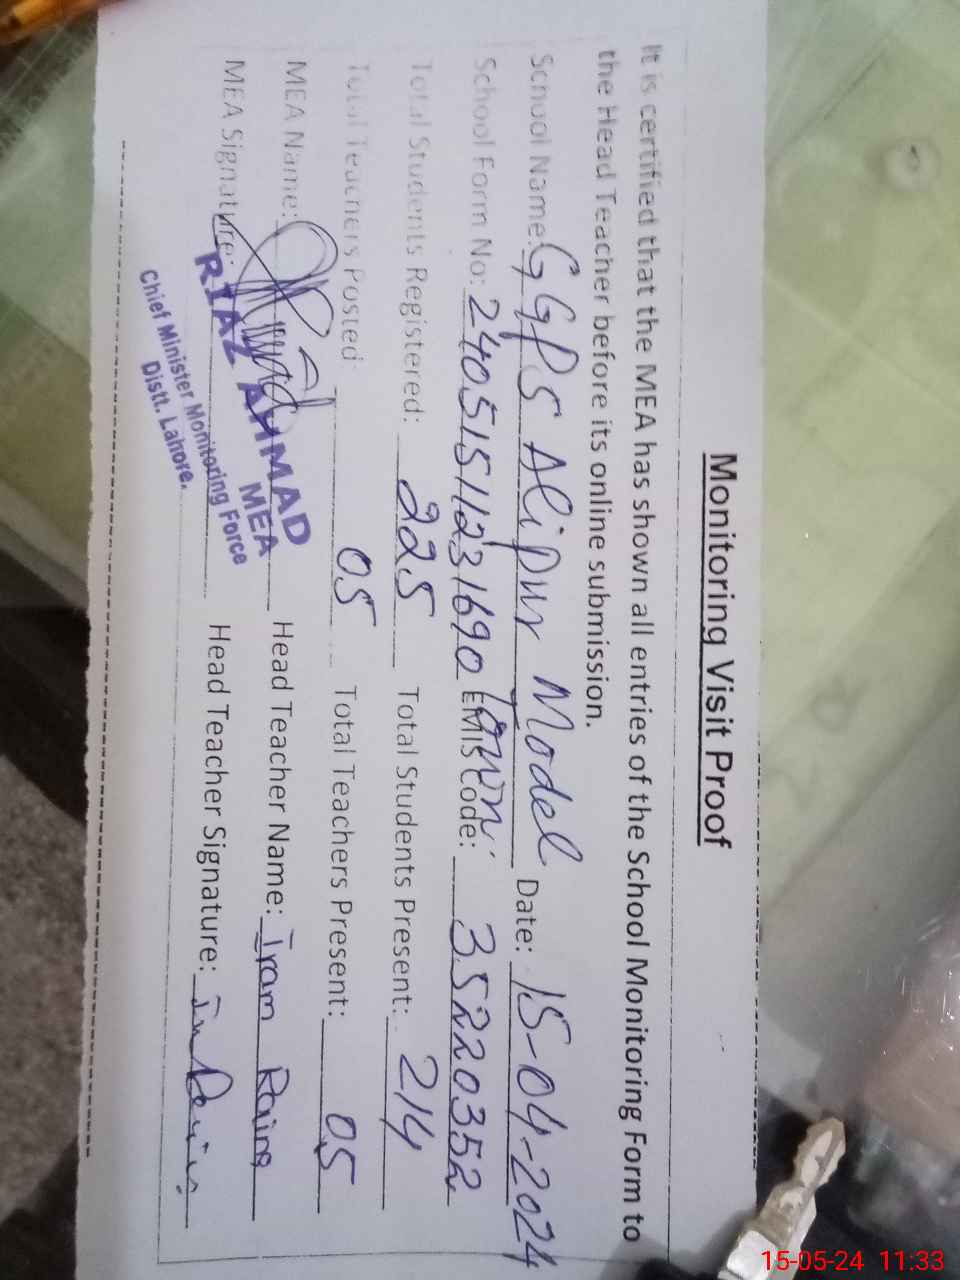 Monitoring Visit Proof
It is certified that the MEA has shown all entries of the School Monitoring Form to
the Head Teacher before its online submission.
School Name: GGPS Alipur Model Town Date: 15-04-2024
School Form No: 2405151123 1690 EMIS Code: 35220352
Total Students Registered: 225 Total Students Present: 214
Total Teachers Posted: 05 Total Teachers Present: 05
MEA Name: Head Teacher Name: Iram
MEA Signature: Head Teacher Signature:
RIAZ AHMAD
MEA
Chief Minister Monitoring Force
Distt. Lahore.
15-05-24 11:33